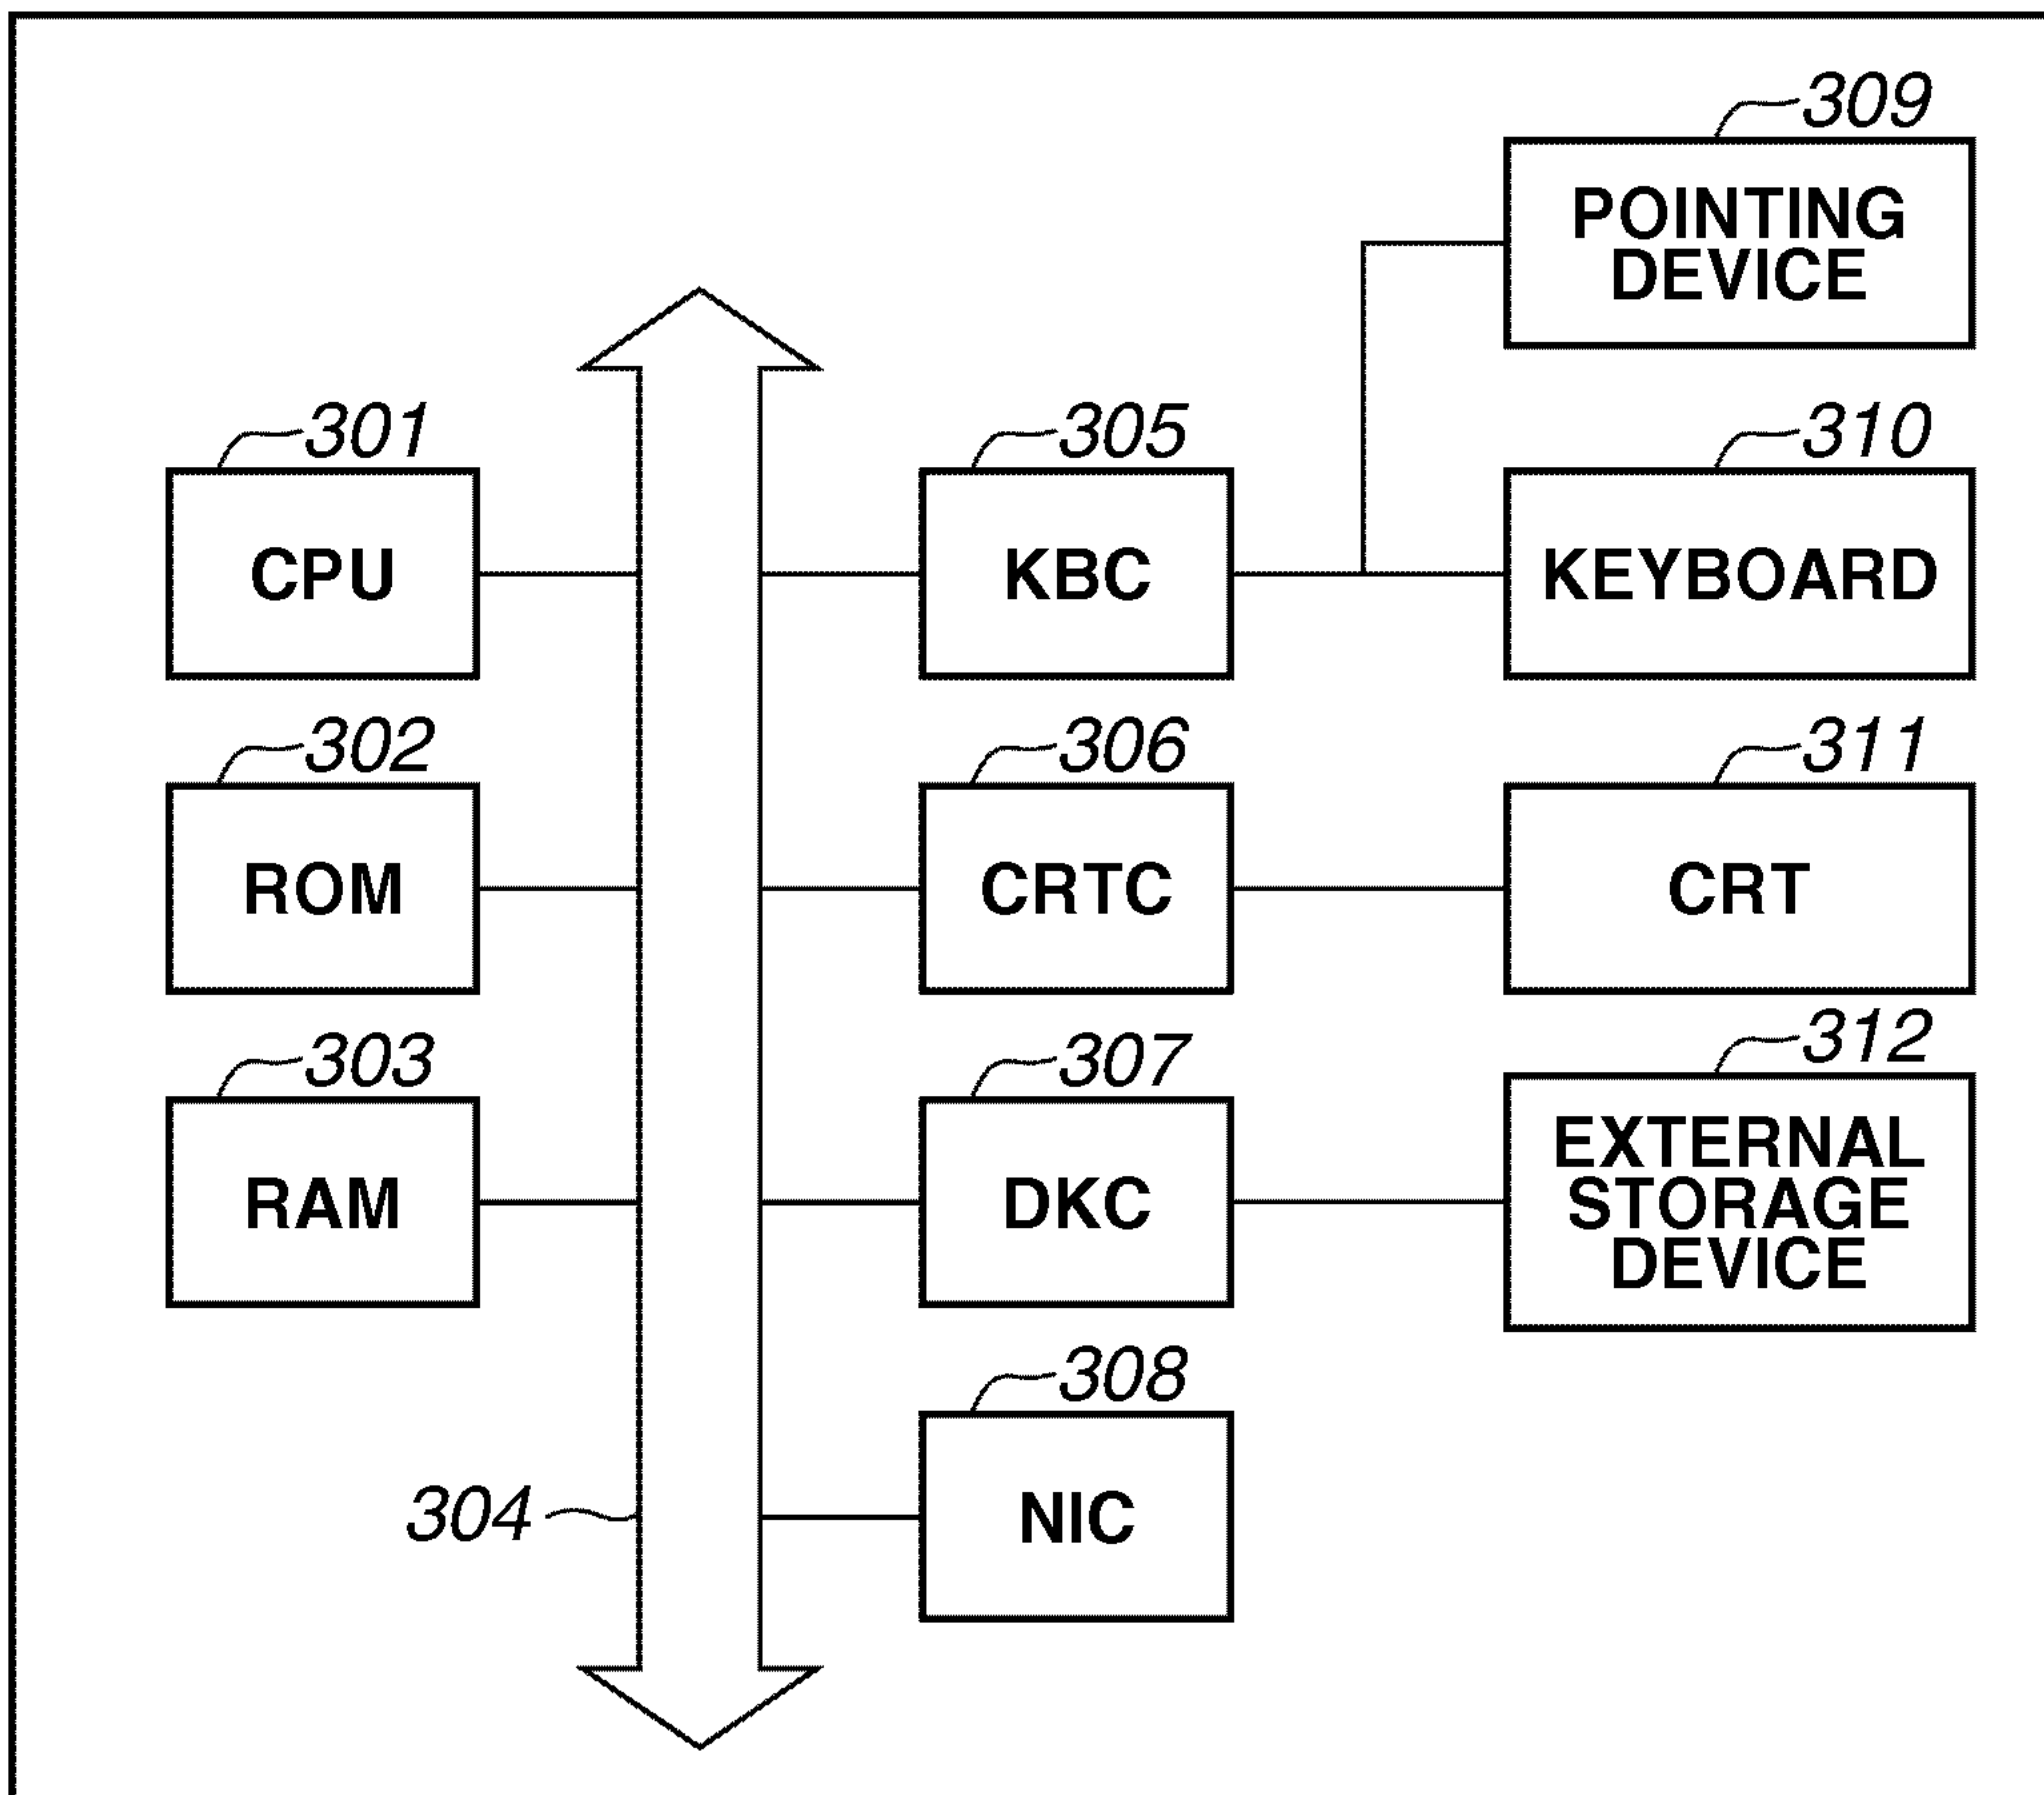 309
POINTING
DEVICE
301
CPU
305
KBC
310
KEYBOARD
302
ROM
306
CRTC
311
CRT
303
RAM
307
DKC
312
EXTERNAL
STORAGE
DEVICE
308
NIC
304